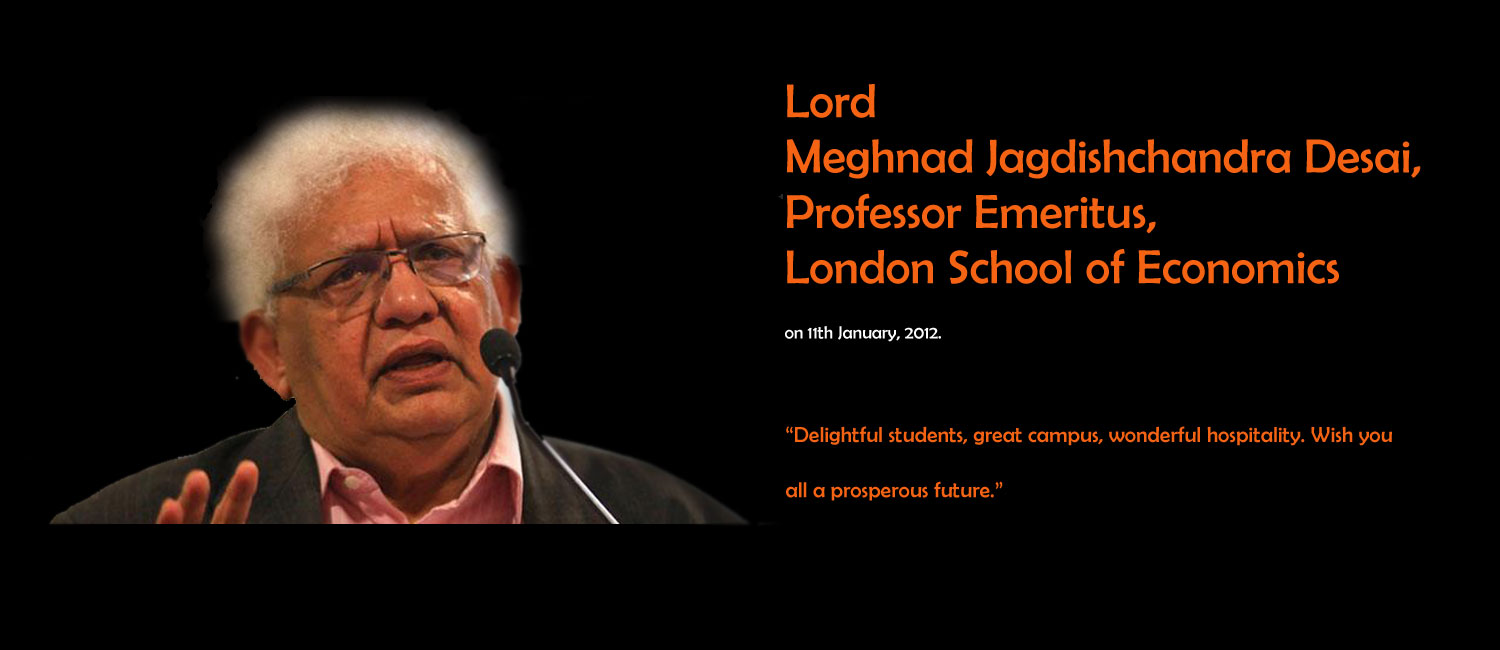 Lord
Meghnad Jagdishchandra Desai,
Professor Emeritus,
London School of Economics
on 11th January, 2012.
“Delightful students, great campus, wonderful hospitality. Wish you
all a prosperous future.”